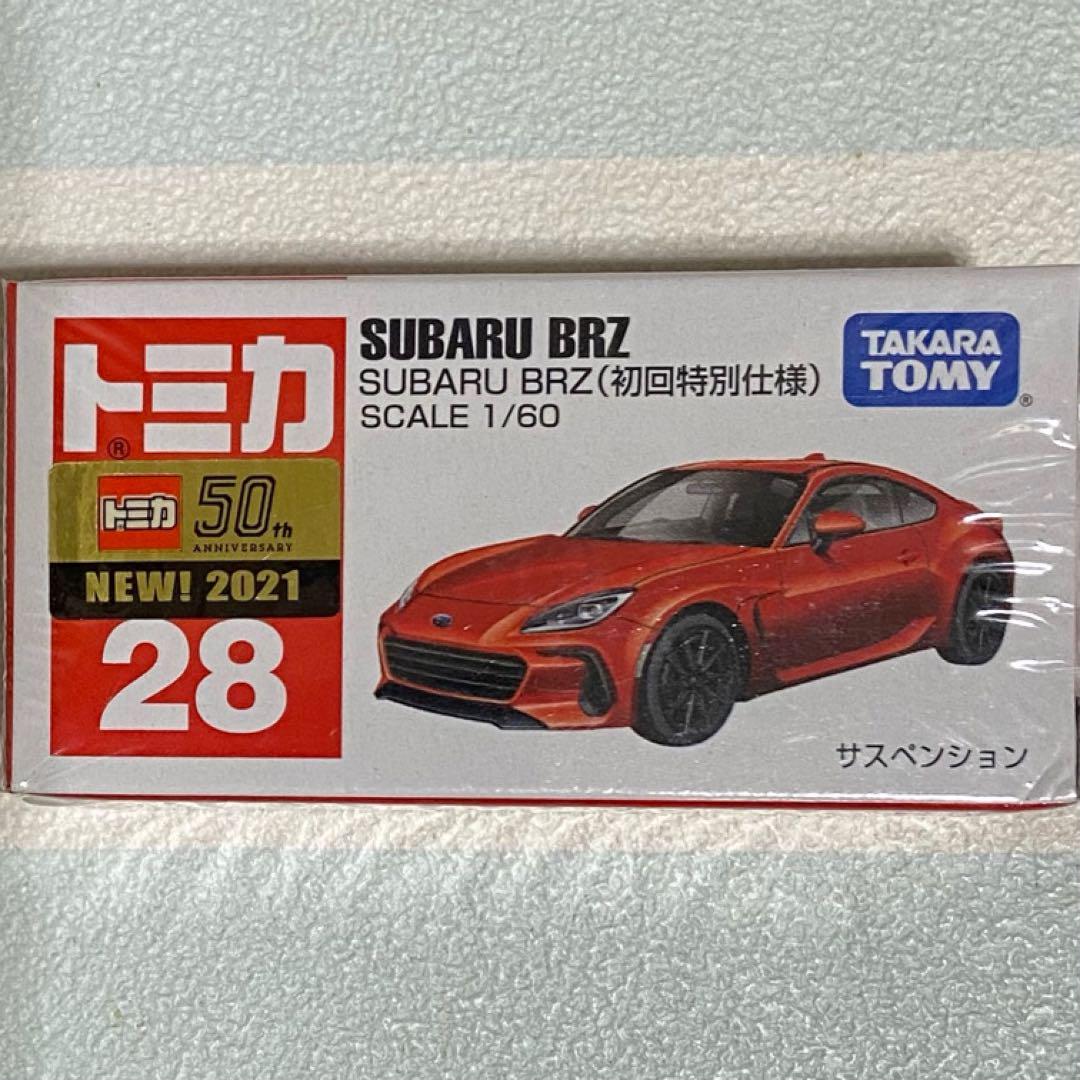 トミカ
®
トミカ 50th
ANNIVERSARY
NEW! 2021
28
SUBARU BRZ
SUBARU BRZ(初回特別仕様)
SCALE 1/60
TAKARA
TOMY
®
サスペンション